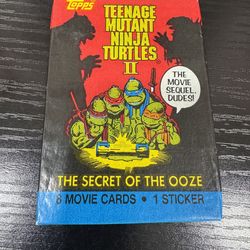 Topps
TEENAGE
MUTANT
NINJA
TURTLES
II
THE
MOVIE
SEQUEL,
DUDES!
THE SECRET OF THE OOZE
8 MOVIE CARDS • 1 STICKER